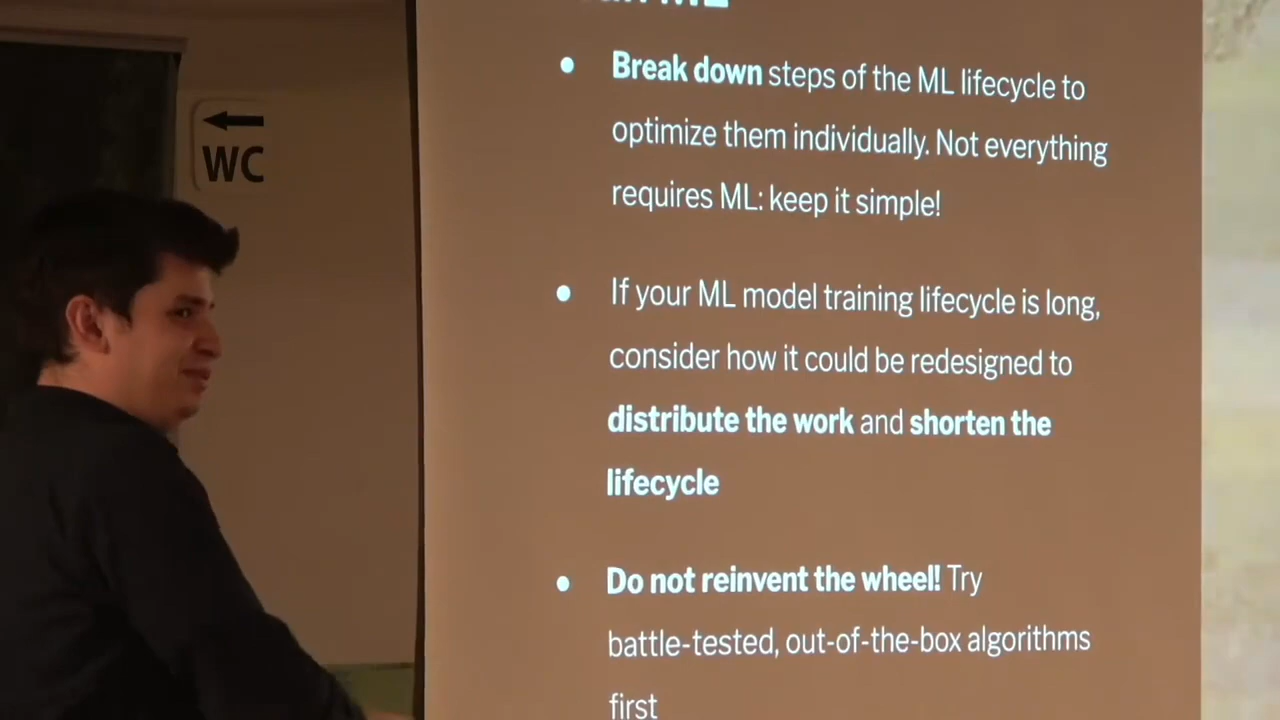 WC
Break down steps of the ML lifecycle to
optimize them individually. Not everything
requires ML: keep it simple!
If your ML model training lifecycle is long,
consider how it could be redesigned to
distribute the work and shorten the
lifecycle
Do not reinvent the wheel! Try
battle-tested, out-of-the-box algorithms
first